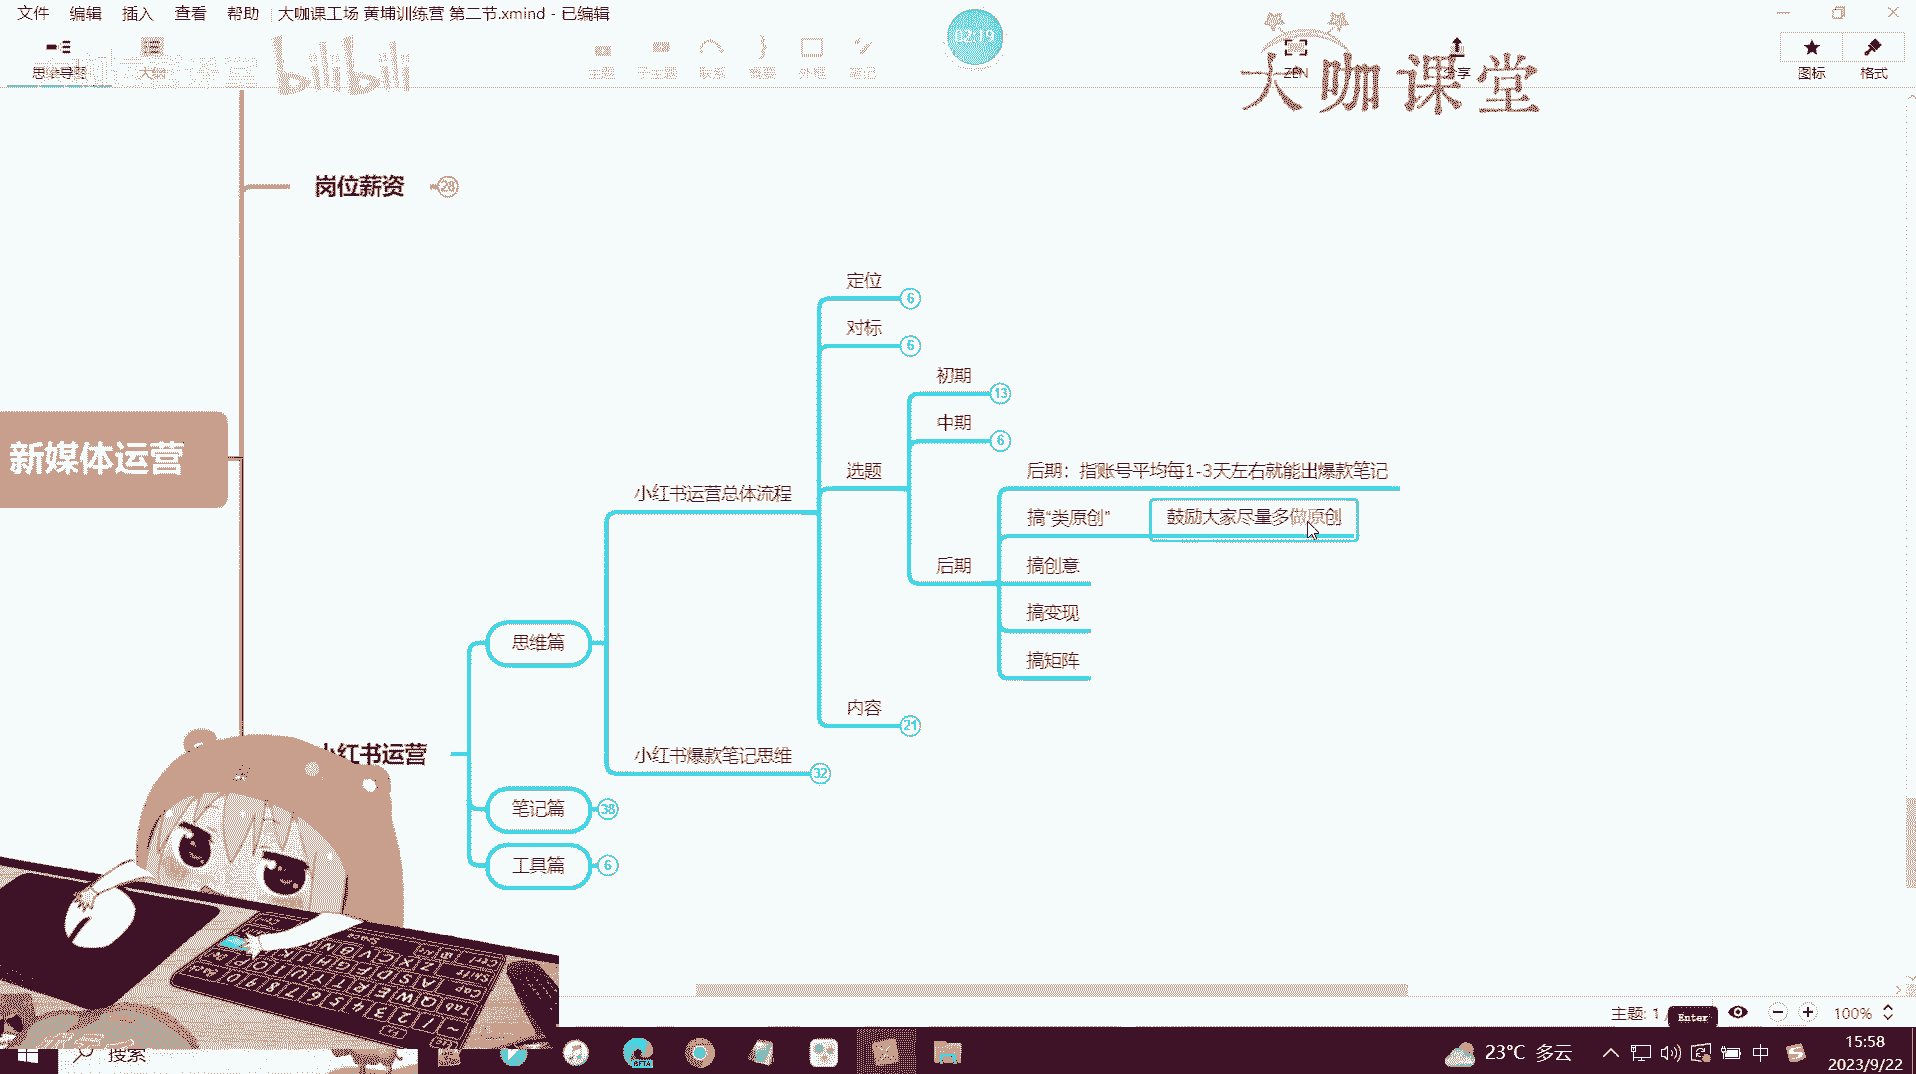 文件 编辑 插入 查看 帮助 大咖课工场 黄埔训练营 第二节.xmind - 已编辑
思维导图 大纲
bilibili
主题 子主题 联系 概要 外框 笔记
02:19
ZEN
分享
大咖课堂
图标 格式
岗位薪资 28
定位 6
对标 6
初期 13
中期 6
新媒体运营
选题
后期：指账号平均每1-3天左右就能出爆款笔记
小红书运营总体流程
搞“类原创” 鼓励大家尽量多做原创
后期
搞创意
搞变现
思维篇
搞矩阵
内容 21
小红书运营
小红书爆款笔记思维 32
笔记篇 38
工具篇 6
主题: 1 /
Enter
100%
搜索
BETA
23°C 多云
中
15:58
2023/9/22